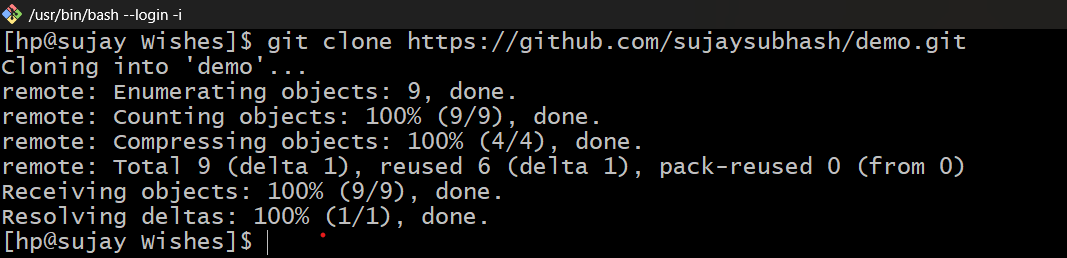 /usr/bin/bash --login -i
[hp@sujay Wishes]$ git clone https://github.com/sujaysubhash/demo.git
Cloning into 'demo'...
remote: Enumerating objects: 9, done.
remote: Counting objects: 100% (9/9), done.
remote: Compressing objects: 100% (4/4), done.
remote: Total 9 (delta 1), reused 6 (delta 1), pack-reused 0 (from 0)
Receiving objects: 100% (9/9), done.
Resolving deltas: 100% (1/1), done.
[hp@sujay Wishes]$